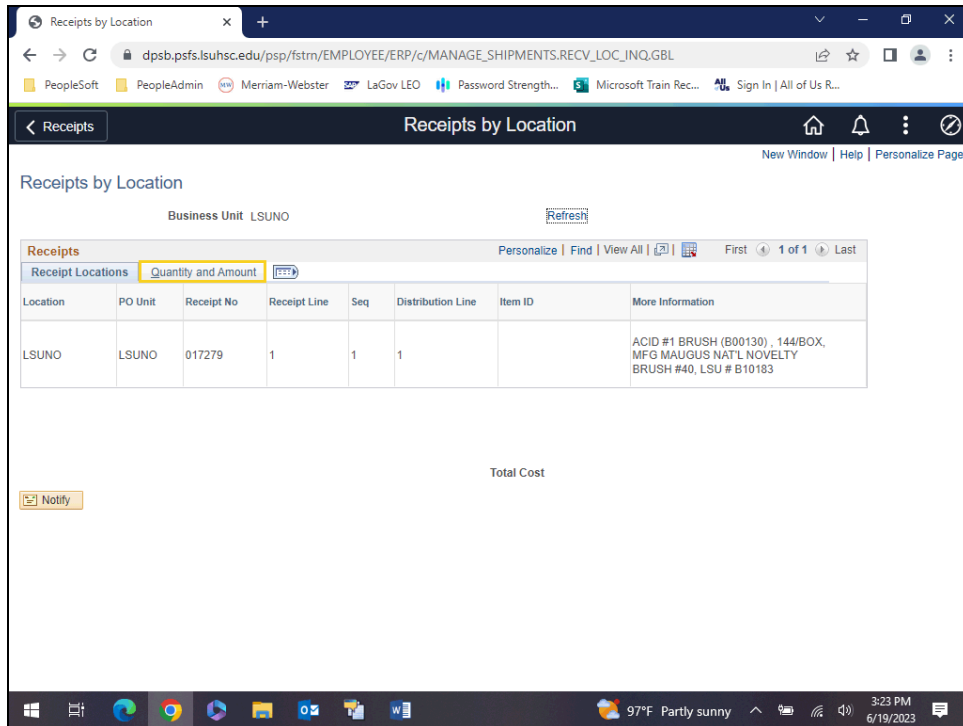 Receipts by Location
dpsb.psfs.lsuhsc.edu/psp/fstrn/EMPLOYEE/ERP/c/MANAGE_SHIPMENTS.RECV_LOC_INQ.GBL
PeopleSoft PeopleAdmin MW Merriam-Webster LaGov LEO Password Strength... Microsoft Train Rec... All Us Sign In | All of Us R...
Receipts Receipts by Location
New Window | Help | Personalize Page
Receipts by Location
Business Unit LSUNO Refresh
Receipts Personalize | Find | View All | First 1 of 1 Last
Receipt Locations Quantity and Amount
Location PO Unit Receipt No Receipt Line Seq Distribution Line Item ID More Information
LSUNO LSUNO 017279 1 1 1 ACID #1 BRUSH (B00130) , 144/BOX,
MFG MAUGUS NAT'L NOVELTY
BRUSH #40, LSU # B10183
Total Cost
Notify
97°F Partly sunny 3:23 PM
6/19/2023